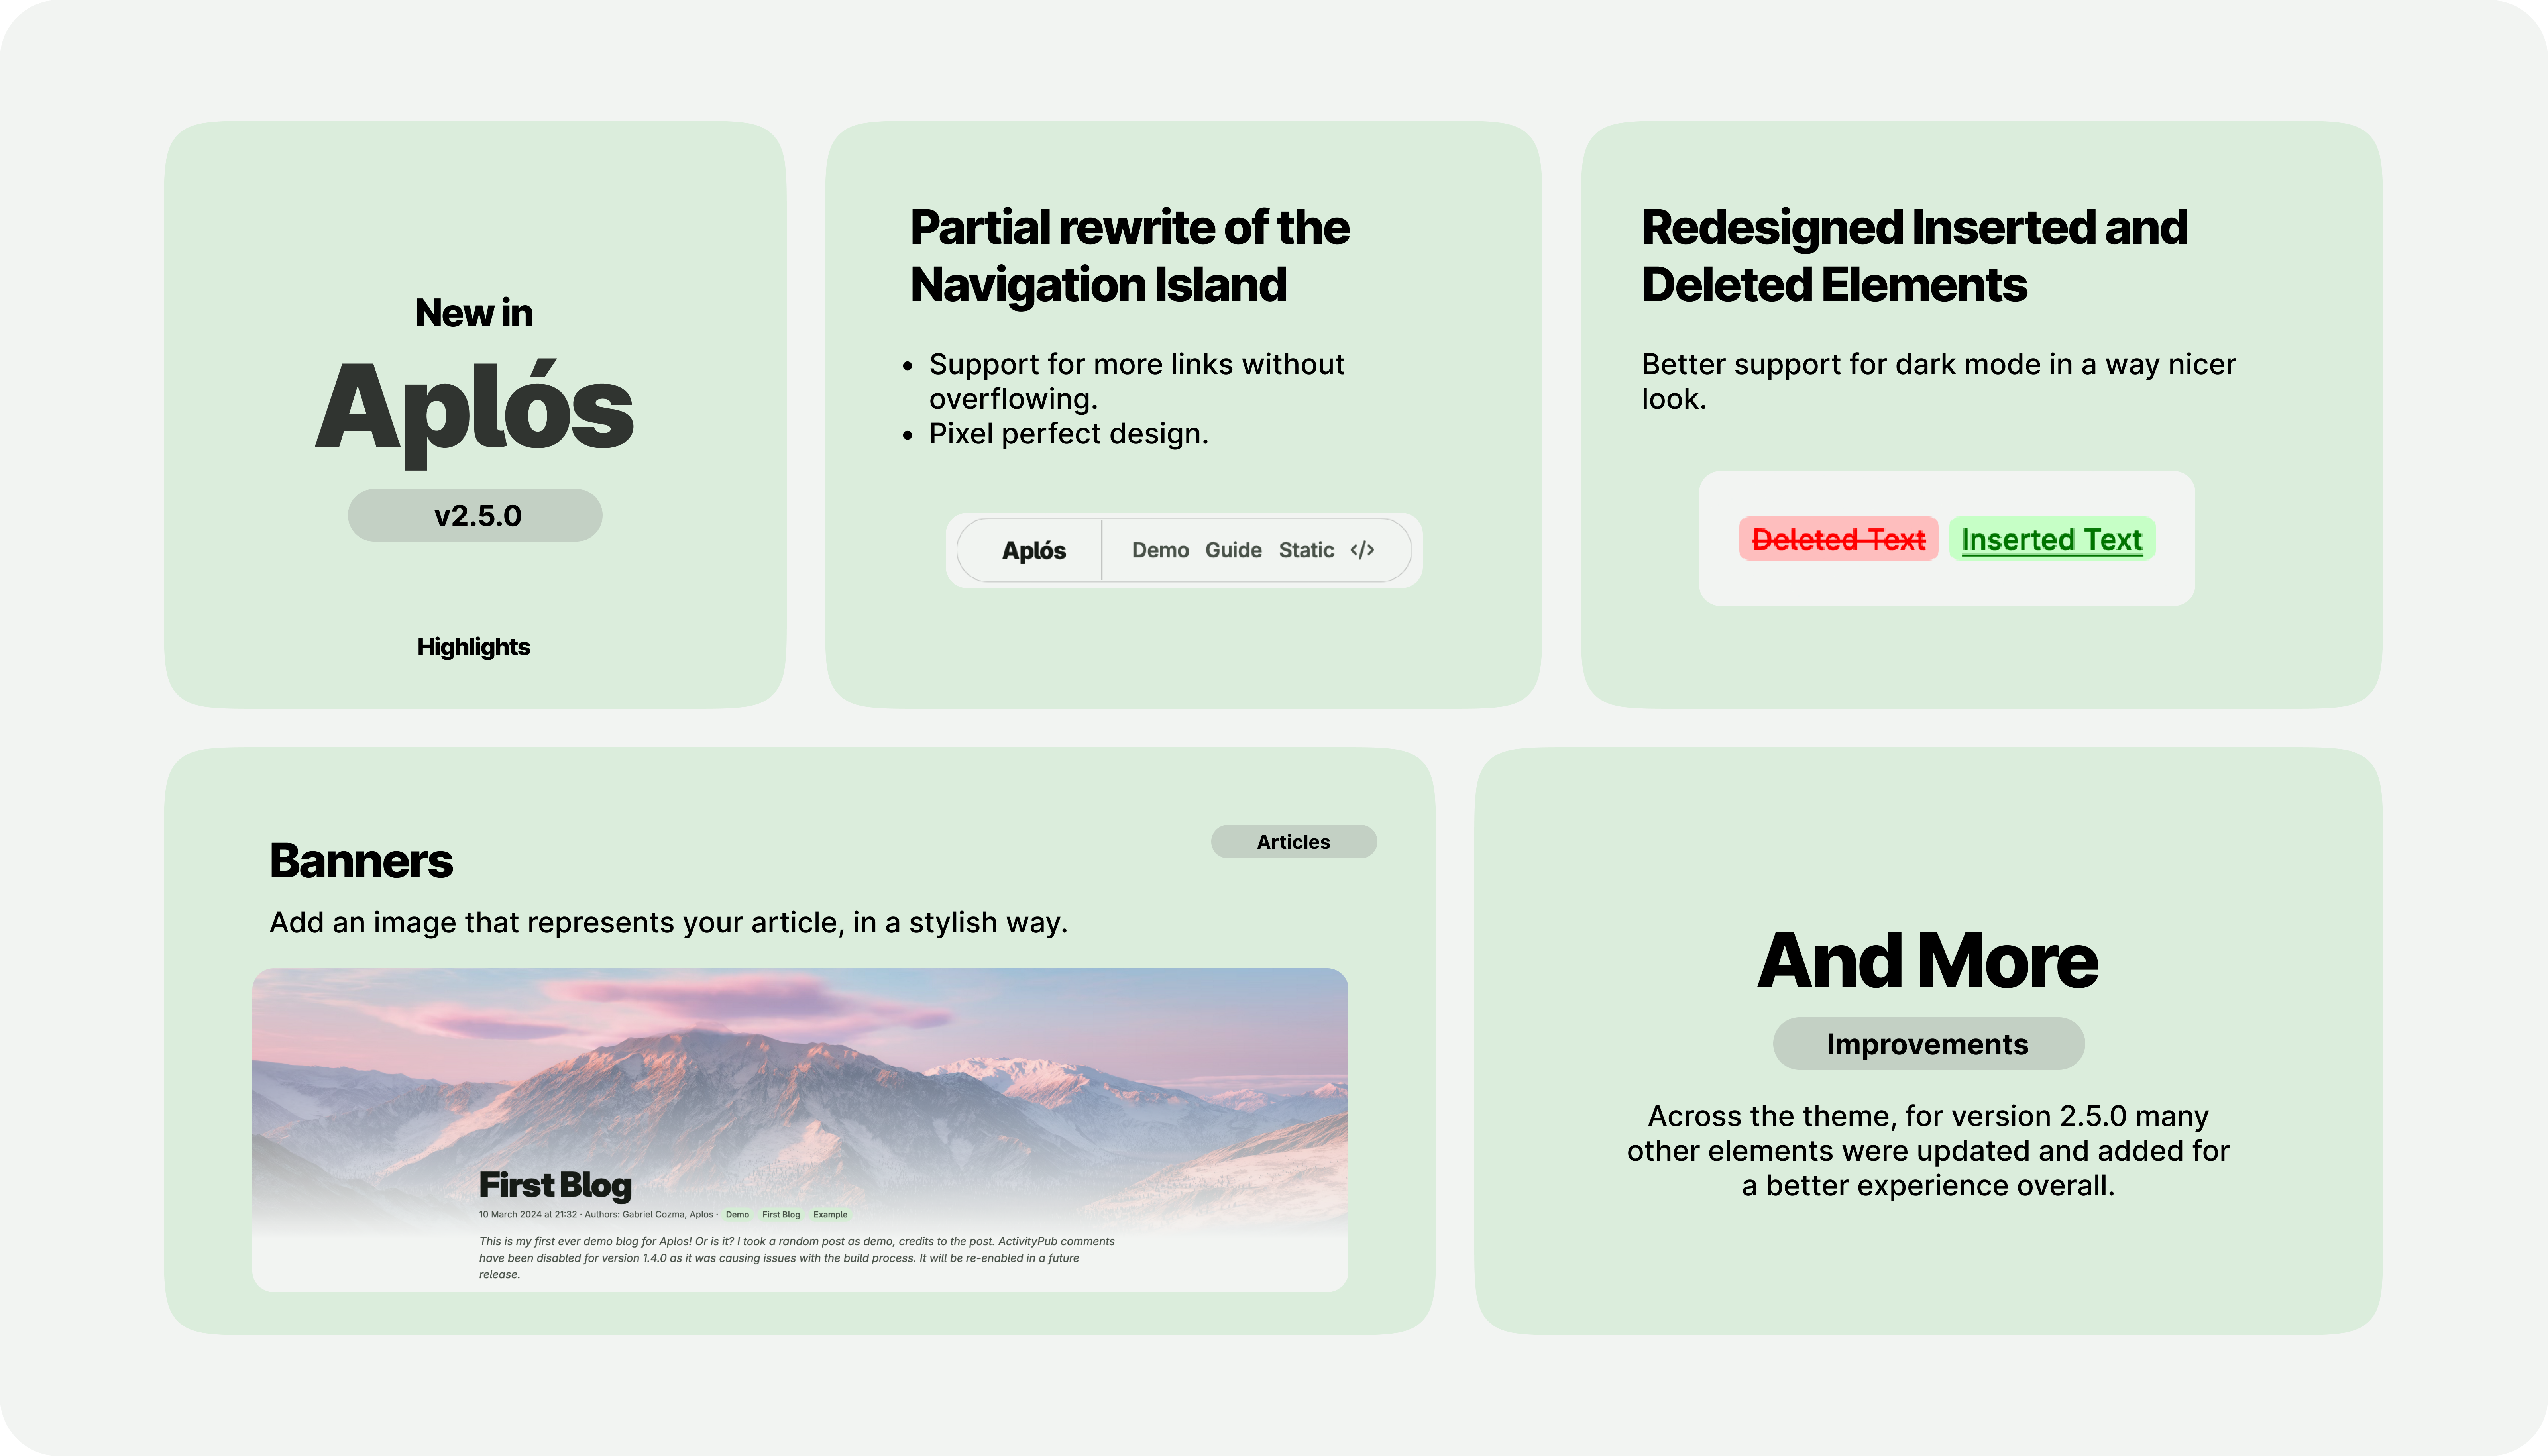 New in
Aplós
v2.5.0
Highlights
Partial rewrite of the
Navigation Island
• Support for more links without
overflowing.
• Pixel perfect design.
Aplós Demo Guide Static </>
Redesigned Inserted and
Deleted Elements
Better support for dark mode in a way nicer
look.
Deleted Text Inserted Text
Banners
Articles
Add an image that represents your article, in a stylish way.
First Blog
10 March 2024 at 21:32 · Authors: Gabriel Cozma, Aplos · Demo First Blog Example
This is my first ever demo blog for Aplos! Or is it? I took a random post as demo, credits to the post. ActivityPub comments
have been disabled for version 1.4.0 as it was causing issues with the build process. It will be re-enabled in a future
release.
And More
Improvements
Across the theme, for version 2.5.0 many
other elements were updated and added for
a better experience overall.